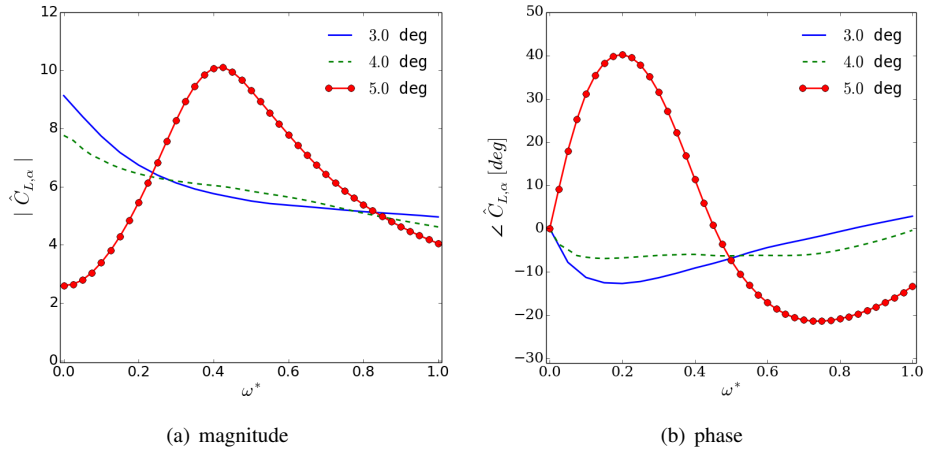 12
10
8
6
4
2
0
| Ĉ_{L,α} |
3.0 deg
4.0 deg
5.0 deg
0.0 0.2 0.4 0.6 0.8 1.0
ω*
(a) magnitude
50
40
30
20
10
0
−10
−20
−30
∠ Ĉ_{L,α} [deg]
3.0 deg
4.0 deg
5.0 deg
0.0 0.2 0.4 0.6 0.8 1.0
ω*
(b) phase